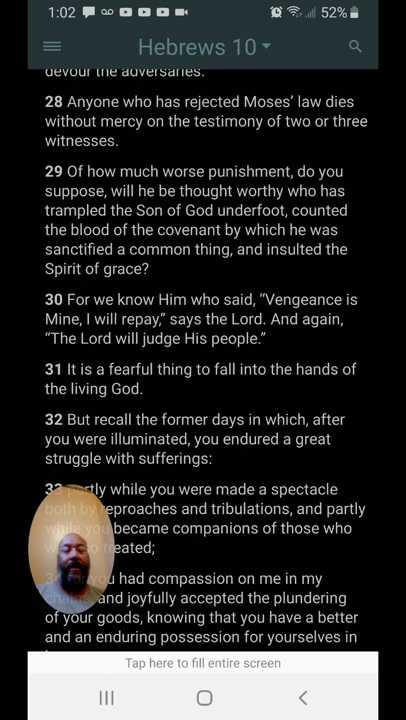 1:02 52%
Hebrews 10
devour the adversaries.
28 Anyone who has rejected Moses’ law dies
without mercy on the testimony of two or three
witnesses.
29 Of how much worse punishment, do you
suppose, will he be thought worthy who has
trampled the Son of God underfoot, counted
the blood of the covenant by which he was
sanctified a common thing, and insulted the
Spirit of grace?
30 For we know Him who said, “Vengeance is
Mine, I will repay,” says the Lord. And again,
“The Lord will judge His people.”
31 It is a fearful thing to fall into the hands of
the living God.
32 But recall the former days in which, after
you were illuminated, you endured a great
struggle with sufferings:
33 partly while you were made a spectacle
both by reproaches and tribulations, and partly
while you became companions of those who
treated;
you had compassion on me in my
and joyfully accepted the plundering
of your goods, knowing that you have a better
and an enduring possession for yourselves in
Tap here to fill entire screen